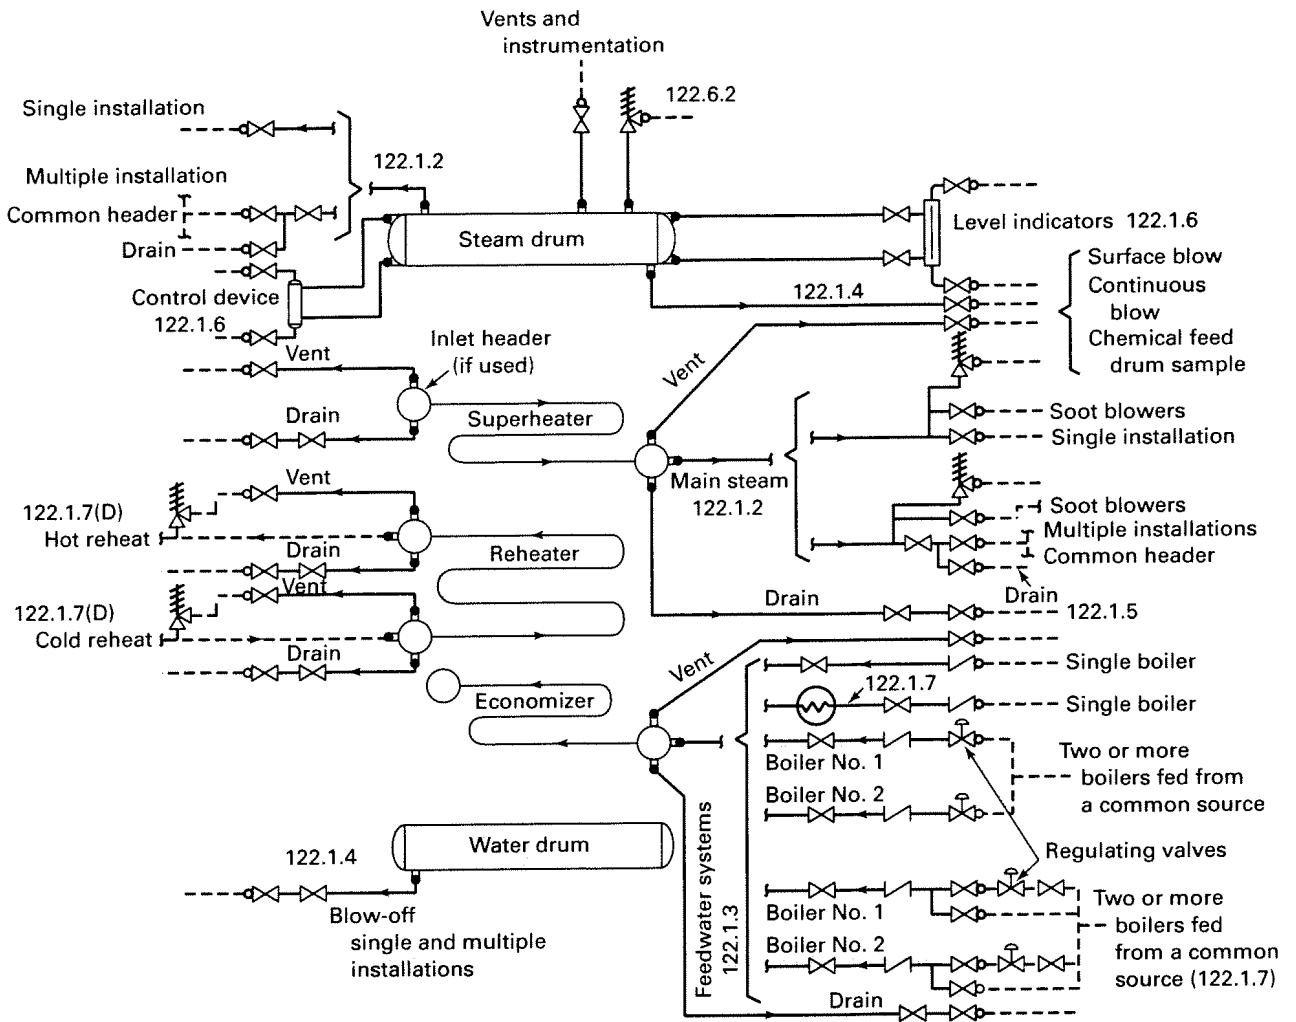 Vents and
instrumentation
Single installation
122.6.2
122.1.2
Multiple installation
Common header
Drain
Steam drum
Level indicators 122.1.6
Control device
122.1.6
122.1.4
Surface blow
Continuous
blow
Chemical feed
drum sample
Vent
Inlet header
(if used)
Vent
Drain
Superheater
Soot blowers
Single installation
Main steam
122.1.2
Vent
122.1.7(D)
Hot reheat
Drain
Reheater
Soot blowers
Multiple installations
Common header
Drain
Vent
122.1.7(D)
Cold reheat
Drain
Drain
122.1.5
Vent
Economizer
Single boiler
122.1.7
Single boiler
Boiler No. 1
Two or more
boilers fed from
a common source
Boiler No. 2
Water drum
Regulating valves
122.1.4
Blow-off
single and multiple
installations
Feedwater systems
122.1.3
Boiler No. 1
Boiler No. 2
Two or more
boilers fed
from a common
source (122.1.7)
Drain